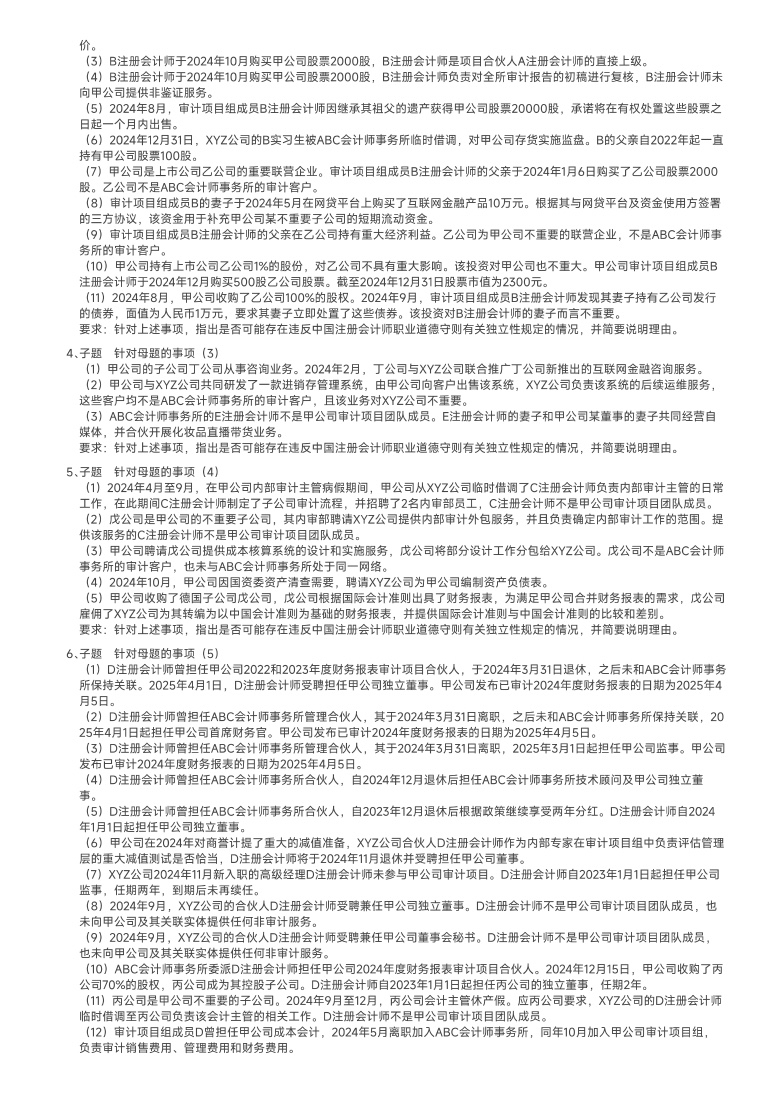 价。
（3）B注册会计师于2024年10月购买甲公司股票2000股，B注册会计师是项目合伙人A注册会计师的直接上级。
（4）B注册会计师于2024年10月购买甲公司股票2000股，B注册会计师负责对全所审计报告的初稿进行复核，B注册会计师未
向甲公司提供非鉴证服务。
（5）2024年8月，审计项目组成员B注册会计师因继承其祖父的遗产获得甲公司股票20000股，承诺将在有权处置这些股票之
日起一个月内出售。
（6）2024年12月31日，XYZ公司的B实习生被ABC会计师事务所临时借调，对甲公司存货实施监盘。B的父亲自2022年起一直
持有甲公司股票100股。
（7）甲公司是上市公司乙公司的重要联营企业。审计项目组成员B注册会计师的父亲于2024年1月6日购买了乙公司股票2000
股。乙公司不是ABC会计师事务所的审计客户。
（8）审计项目组成员B的妻子于2024年5月在网贷平台上购买了互联网金融产品10万元。根据其与网贷平台及资金使用方签署
的三方协议，该资金用于补充甲公司某不重要子公司的短期流动资金。
（9）审计项目组成员B注册会计师的父亲在乙公司持有重大经济利益。乙公司为甲公司不重要的联营企业，不是ABC会计师事
务所的审计客户。
（10）甲公司持有上市公司乙公司1%的股份，对乙公司不具有重大影响。该投资对甲公司也不重大。甲公司审计项目组成员B
注册会计师于2024年12月购买500股乙公司股票。截至2024年12月31日股票市值为2300元。
（11）2024年8月，甲公司收购了乙公司100%的股权。2024年9月，审计项目组成员B注册会计师发现其妻子持有乙公司发行
的债券，面值为人民币1万元，要求其妻子立即处置了这些债券。该投资对B注册会计师的妻子而言不重要。
要求：针对上述事项，指出是否可能存在违反中国注册会计师职业道德守则有关独立性规定的情况，并简要说明理由。
4、子题 针对母题的事项（3）
（1）甲公司的子公司丁公司从事咨询业务。2024年2月，丁公司与XYZ公司联合推广丁公司新推出的互联网金融咨询服务。
（2）甲公司与XYZ公司共同研发了一款进销存管理系统，由甲公司向客户出售该系统，XYZ公司负责该系统的后续运维服务，
这些客户均不是ABC会计师事务所的审计客户，且该业务对XYZ公司不重要。
（3）ABC会计师事务所的E注册会计师不是甲公司审计项目团队成员。E注册会计师的妻子和甲公司某董事的妻子共同经营自
媒体，并合伙开展化妆品直播带货业务。
要求：针对上述事项，指出是否可能存在违反中国注册会计师职业道德守则有关独立性规定的情况，并简要说明理由。
5、子题 针对母题的事项（4）
（1）2024年4月至9月，在甲公司内部审计主管病假期间，甲公司从XYZ公司临时借调了C注册会计师负责内部审计主管的日常
工作，在此期间C注册会计师制定了子公司审计流程，并招聘了2名内审部员工，C注册会计师不是甲公司审计项目团队成员。
（2）戊公司是甲公司的不重要子公司，其内审部聘请XYZ公司提供内部审计外包服务，并且负责确定内部审计工作的范围。提
供该服务的C注册会计师不是甲公司审计项目团队成员。
（3）甲公司聘请戊公司提供成本核算系统的设计和实施服务，戊公司将部分设计工作分包给XYZ公司。戊公司不是ABC会计师
事务所的审计客户，也未与ABC会计师事务所处于同一网络。
（4）2024年10月，甲公司因国资委资产清查需要，聘请XYZ公司为甲公司编制资产负债表。
（5）甲公司收购了德国子公司戊公司，戊公司根据国际会计准则出具了财务报表，为满足甲公司合并财务报表的需求，戊公司
雇佣了XYZ公司为其转编为以中国会计准则为基础的财务报表，并提供国际会计准则与中国会计准则的比较和差别。
要求：针对上述事项，指出是否可能存在违反中国注册会计师职业道德守则有关独立性规定的情况，并简要说明理由。
6、子题 针对母题的事项（5）
（1）D注册会计师曾担任甲公司2022和2023年度财务报表审计项目合伙人，于2024年3月31日退休，之后未和ABC会计师事务
所保持关联。2025年4月1日，D注册会计师受聘担任甲公司独立董事。甲公司发布已审计2024年度财务报表的日期为2025年4
月5日。
（2）D注册会计师曾担任ABC会计师事务所管理合伙人，其于2024年3月31日离职，之后未和ABC会计师事务所保持关联，20
25年4月1日起担任甲公司首席财务官。甲公司发布已审计2024年度财务报表的日期为2025年4月5日。
（3）D注册会计师曾担任ABC会计师事务所管理合伙人，其于2024年3月31日离职，2025年3月1日起担任甲公司监事。甲公司
发布已审计2024年度财务报表的日期为2025年4月5日。
（4）D注册会计师曾担任ABC会计师事务所合伙人，自2024年12月退休后担任ABC会计师事务所技术顾问及甲公司独立董
事。
（5）D注册会计师曾担任ABC会计师事务所合伙人，自2023年12月退休后根据政策继续享受两年分红。D注册会计师自2024
年1月1日起担任甲公司独立董事。
（6）甲公司在2024年对商誉计提了重大的减值准备，XYZ公司合伙人D注册会计师作为内部专家在审计项目组中负责评估管理
层的重大减值测试是否恰当，D注册会计师将于2024年11月退休并受聘担任甲公司董事。
（7）XYZ公司2024年11月新入职的高级经理D注册会计师未参与甲公司审计项目。D注册会计师自2023年1月1日起担任甲公司
监事，任期两年，到期后未再续任。
（8）2024年9月，XYZ公司的合伙人D注册会计师受聘兼任甲公司独立董事。D注册会计师不是甲公司审计项目团队成员，也
未向甲公司及其关联实体提供任何非审计服务。
（9）2024年9月，XYZ公司的合伙人D注册会计师受聘兼任甲公司董事会秘书。D注册会计师不是甲公司审计项目团队成员，
也未向甲公司及其关联实体提供任何非审计服务。
（10）ABC会计师事务所委派D注册会计师担任甲公司2024年度财务报表审计项目合伙人。2024年12月15日，甲公司收购了丙
公司70%的股权，丙公司成为其控股子公司。D注册会计师自2023年1月1日起担任丙公司的独立董事，任期2年。
（11）丙公司是甲公司不重要的子公司。2024年9月至12月，丙公司会计主管休产假。应丙公司要求，XYZ公司的D注册会计师
临时借调至丙公司负责该会计主管的相关工作。D注册会计师不是甲公司审计项目团队成员。
（12）审计项目组成员D曾担任甲公司成本会计，2024年5月离职加入ABC会计师事务所，同年10月加入甲公司审计项目组，
负责审计销售费用、管理费用和财务费用。